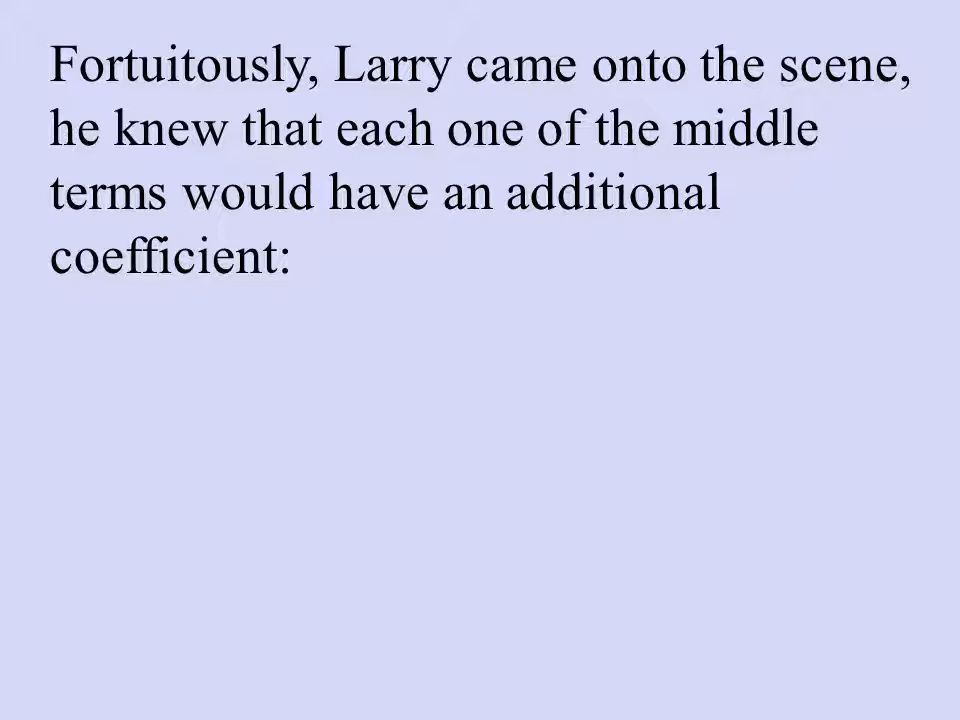 Fortuitously, Larry came onto the scene,
he knew that each one of the middle
terms would have an additional
coefficient: